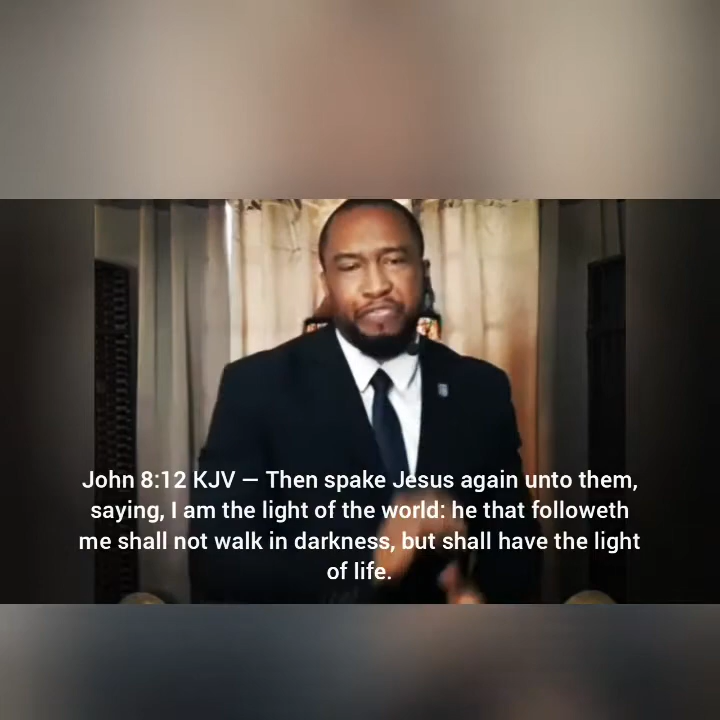 John 8:12 KJV — Then spake Jesus again unto them,
saying, I am the light of the world: he that followeth
me shall not walk in darkness, but shall have the light
of life.